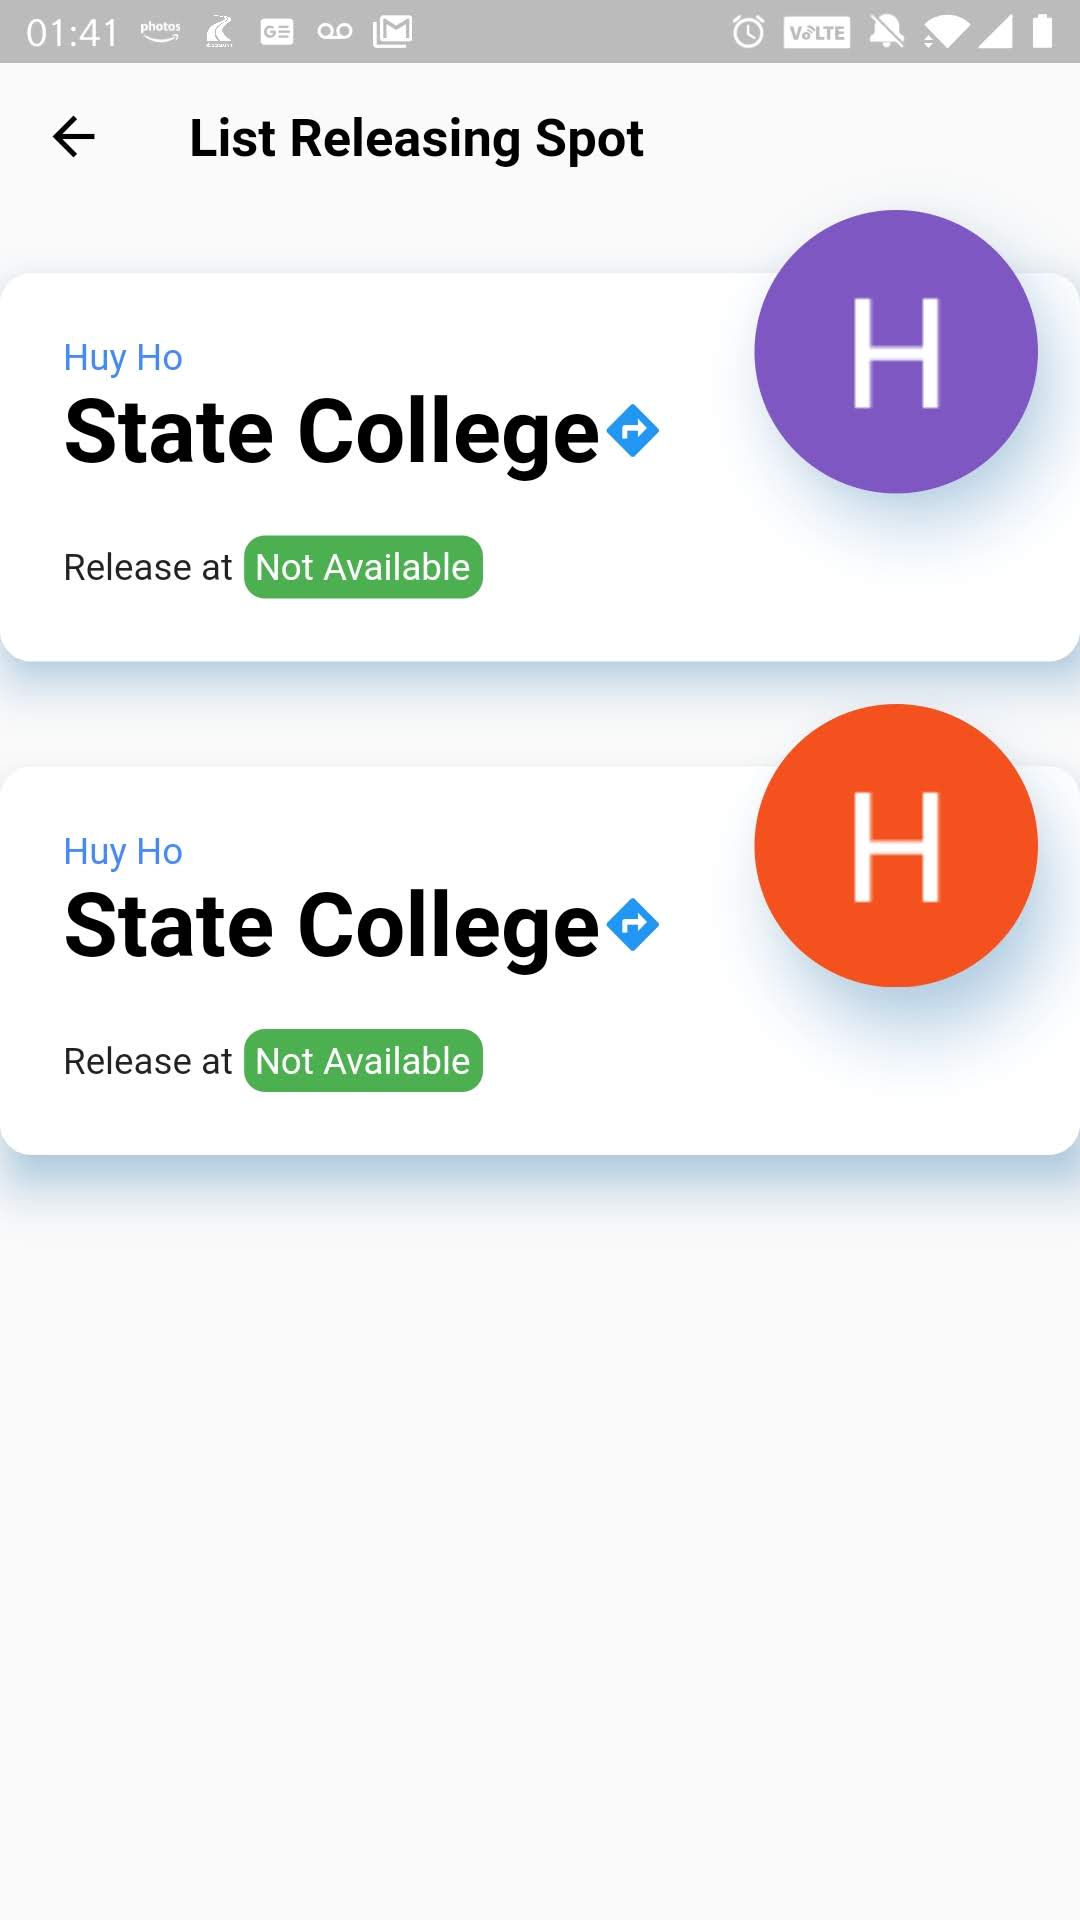 01:41 photos GE VoLTE
List Releasing Spot
H
Huy Ho
State College
Release at Not Available
H
Huy Ho
State College
Release at Not Available